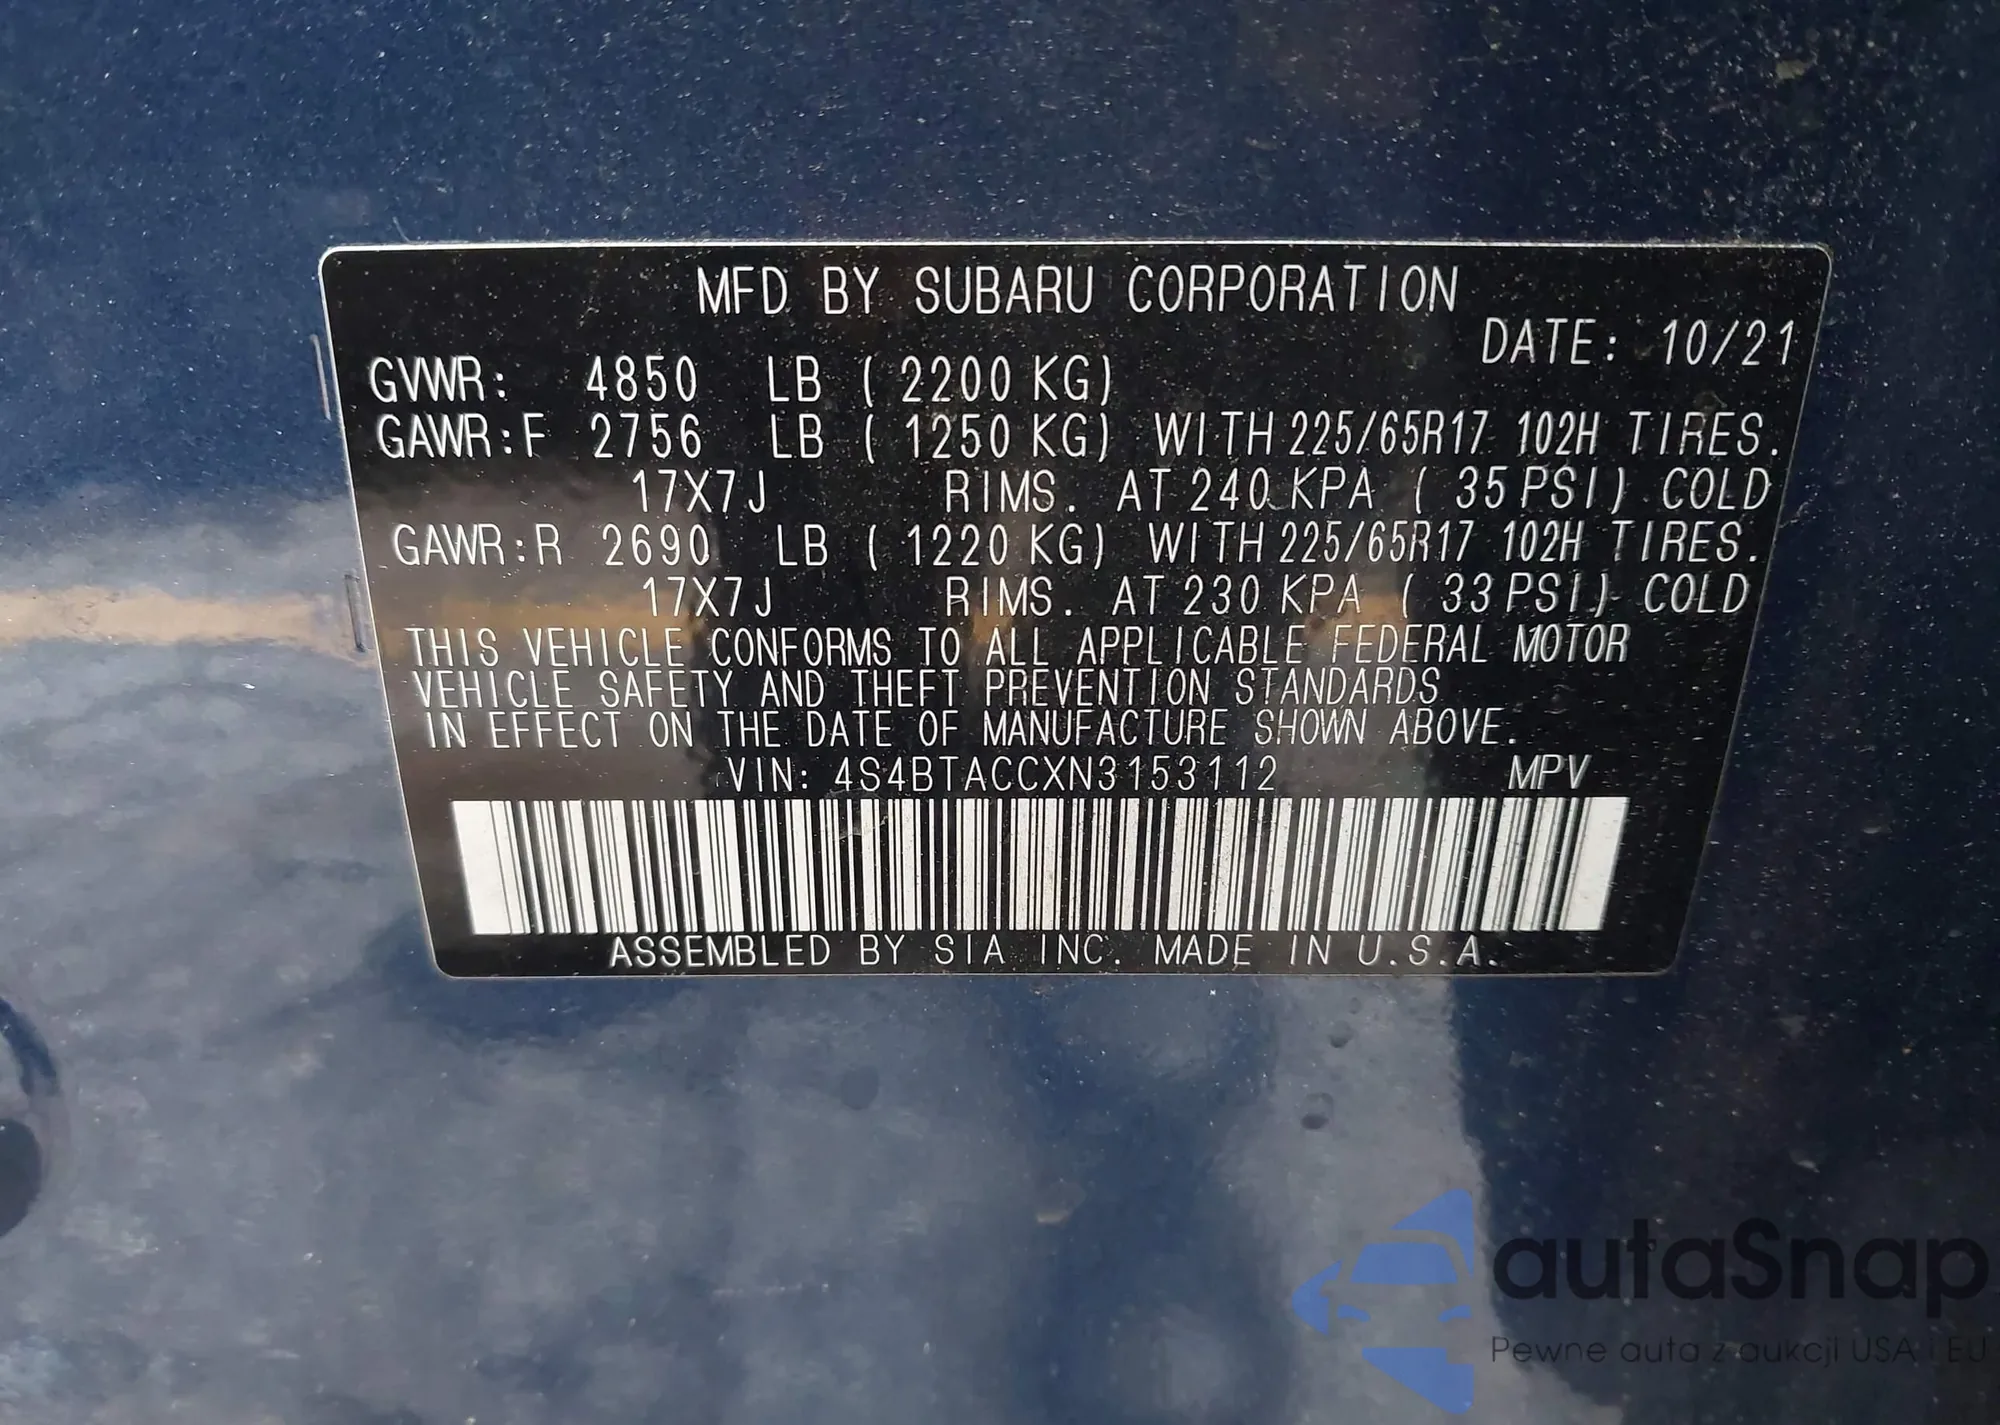 MFD BY SUBARU CORPORATION
DATE: 10/21
GVWR: 4850 LB (2200 KG)
GAWR:F 2756 LB (1250 KG) WITH 225/65R17 102H TIRES.
17X7J RIMS. AT 240 KPA (35 PSI) COLD
GAWR:R 2690 LB (1220 KG) WITH 225/65R17 102H TIRES.
17X7J RIMS. AT 230 KPA (33 PSI) COLD
THIS VEHICLE CONFORMS TO ALL APPLICABLE FEDERAL MOTOR
VEHICLE SAFETY AND THEFT PREVENTION STANDARDS
IN EFFECT ON THE DATE OF MANUFACTURE SHOWN ABOVE.
VIN: 4S4BTACCXN3153112 MPV
ASSEMBLED BY SIA INC. MADE IN U.S.A.
autaSnap
Pewne auta z aukcji USA i EU